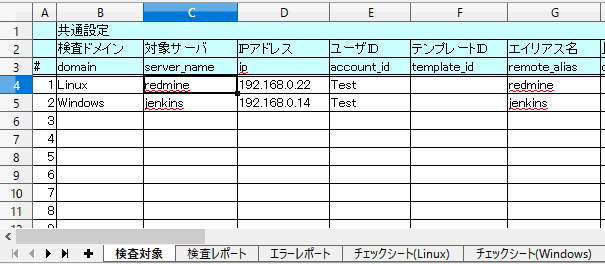 A B C D E F G
1 共通設定
2 検査ドメイン 対象サーバ IPアドレス ユーザID テンプレートID エイリアス名
3 # domain server_name ip account_id template_id remote_alias
4 1 Linux redmine 192.168.0.22 Test redmine
5 2 Windows jenkins 192.168.0.14 Test jenkins
6 3
7 4
8 5
9 6
10 7
11 8
検査対象 検査レポート エラーレポート チェックシート(Linux) チェックシート(Windows)